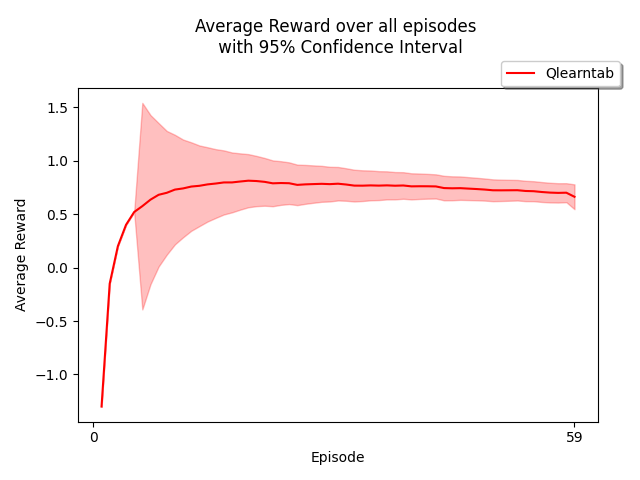 Average Reward over all episodes
with 95% Confidence Interval
Qlearntab
1.5
1.0
0.5
0.0
−0.5
−1.0
Average Reward
0
59
Episode